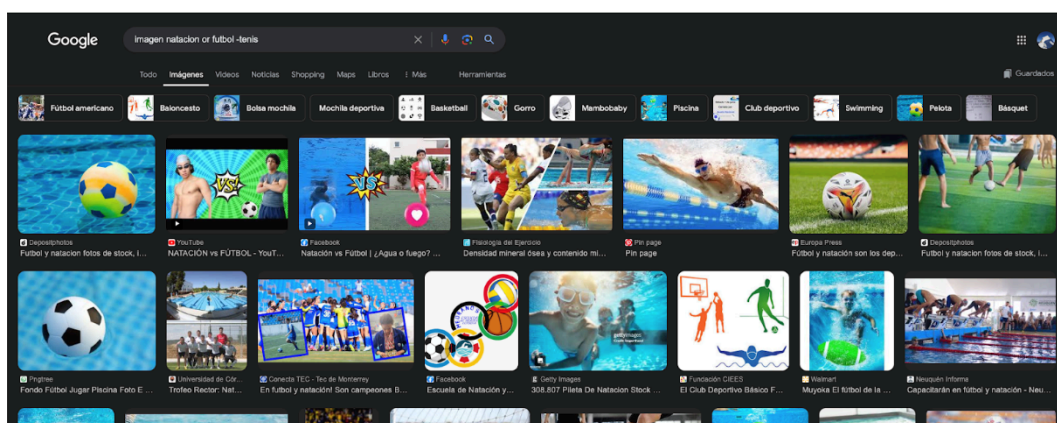 Google
imagen natacion or futbol -tenis
Todo Imágenes Videos Noticias Shopping Maps Libros Más Herramientas
Guardados
Fútbol americano Baloncesto Bolsa mochila Mochila deportiva Basketball Gorro Mambobaby Piscina Club deportivo Swimming Pelota Básquet
VS! VS
Depositphotos YouTube Facebook Fisiología del Ejercicio Pin page Europa Press Depositphotos
Futbol y natacion fotos de stock, I... NATACIÓN vs FÚTBOL - YouT... Natación vs Fútbol | ¿Agua o fuego? ... Densidad mineral ósea y contenido mi... Pin page Fútbol y natación son los dep... Futbol y natacion fotos de stock, I...
gettyimages
Pngtree Universidad de Cór... Conecta TEC - Tec de Monterrey Facebook Getty Images Fundación CIEES Walmart Neuquén Informa
Fondo Fútbol Jugar Piscina Foto E ... Trofeo Rector: Nat... En futbol y natación! Son campeones B... Escuela de Natación y... 308.807 Pileta De Natacion Stock ... El Club Deportivo Básico F... Muyoka El fútbol de la ... Capacitarán en fútbol y natación - Neu...